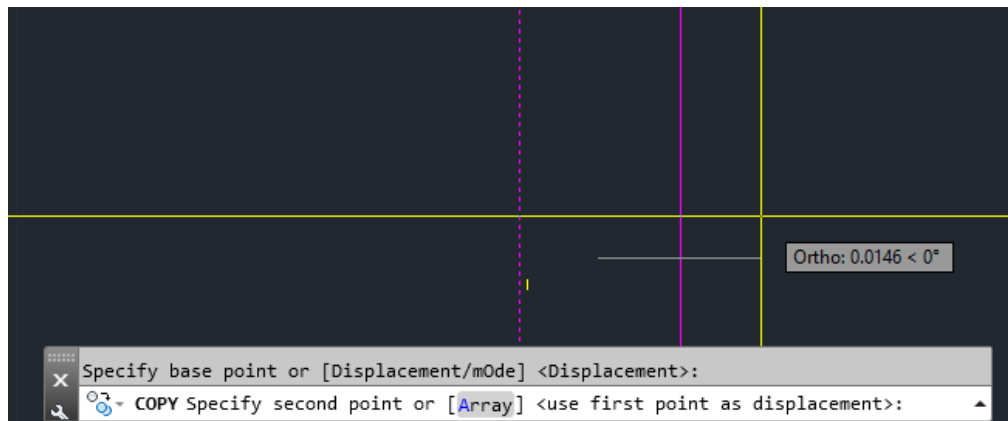 Ortho: 0.0146 < 0°
Specify base point or [Displacement/mOde] <Displacement>:
COPY Specify second point or [Array] <use first point as displacement>: